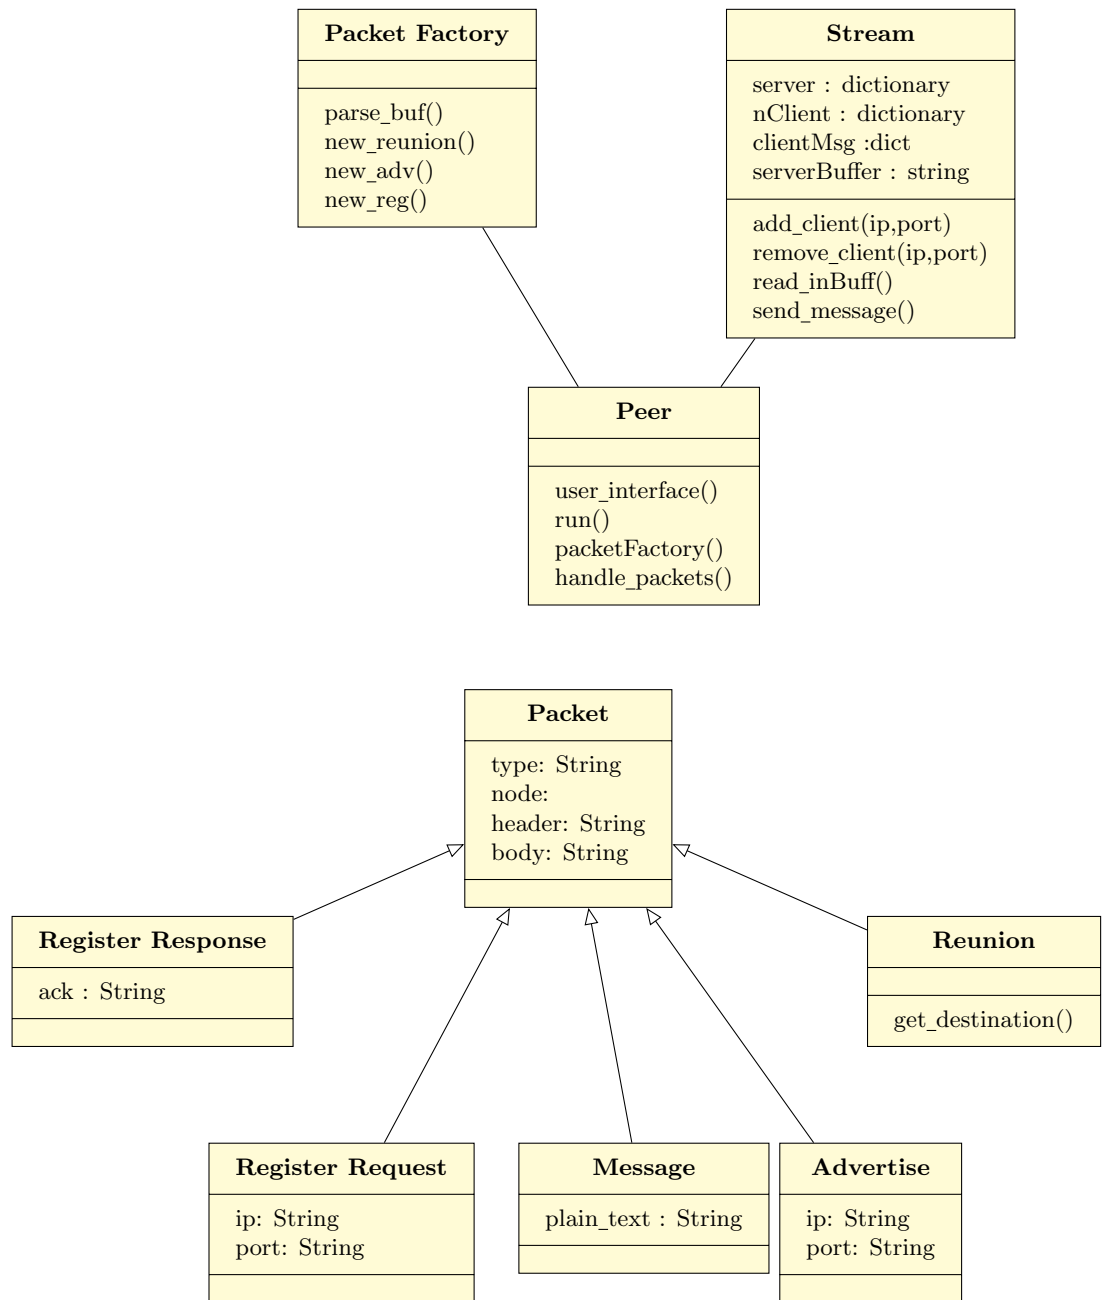 Packet Factory
parse_buf()
new_reunion()
new_adv()
new_reg()
Stream
server : dictionary
nClient : dictionary
clientMsg :dict
serverBuffer : string
add_client(ip,port)
remove_client(ip,port)
read_inBuff()
send_message()
Peer
user_interface()
run()
packetFactory()
handle_packets()
Packet
type: String
node:
header: String
body: String
Register Response
ack : String
Reunion
get_destination()
Register Request
ip: String
port: String
Message
plain_text : String
Advertise
ip: String
port: String